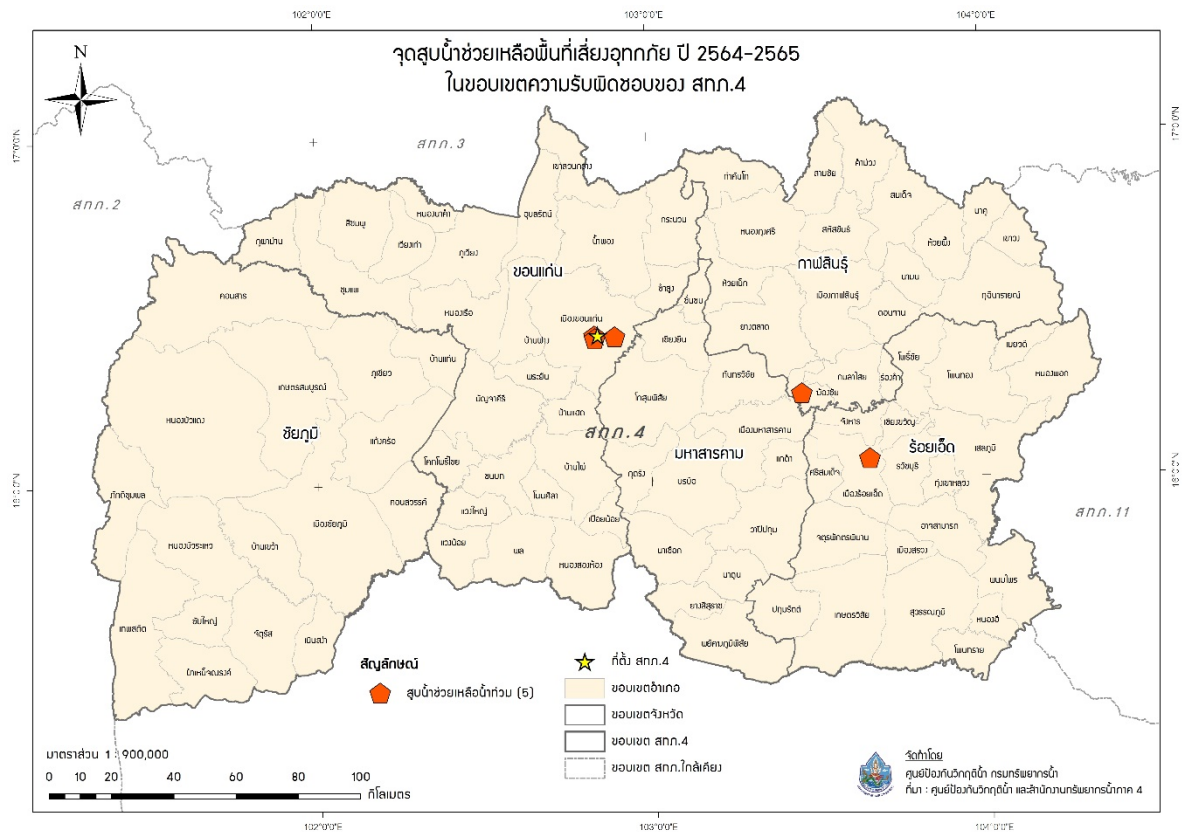 102°0'0"E
103°0'0"E
104°0'0"E
จุดสูบน้ำช่วยเหลือพื้นที่เสี่ยงอุทกภัย ปี 2564-2565
ในขอบเขตความรับผิดชอบของ สทภ.4
N
17°0'0"N
17°0'0"N
สทภ.3
สทภ.2
เขาสวนกวาง
ท่าคันโท
สามชัย
คำม่วง
สมเด็จ
นาคู
เขาวง
ภูผาม่าน
สีชมพู
หนองนาคำ
เวียงเก่า
ภูเวียง
อุบลรัตน์
น้ำพอง
กระนวน
หนองกุงศรี
สหัสขันธ์
ห้วยผึ้ง
ขอนแก่น
กาฬสินธุ์
นามน
คอนสาร
ชุมแพ
หนองเรือ
ซำสูง
ชื่นชม
ห้วยเม็ก
เมืองกาฬสินธุ์
กุฉินารายณ์
เมืองขอนแก่น
ยางตลาด
ดอนจาน
บ้านฝาง
เชียงยืน
บ้านแท่น
โพธิ์ชัย
โพนทอง
เมยวดี
หนองพอก
ภูเขียว
พระยืน
กันทรวิชัย
กมลาไสย
ร่องคำ
ฆ้องชัย
เกษตรสมบูรณ์
มัญจาคีรี
บ้านแฮด
โกสุมพิสัย
หนองบัวแดง
ชัยภูมิ
แก้งคร้อ
สทภ.4
เมืองมหาสารคาม
จังหาร
เชียงขวัญ
ร้อยเอ็ด
เสลภูมิ
มหาสารคาม
โคกโพธิ์ไชย
ชนบท
บ้านไผ่
กุดรัง
บรบือ
แกดำ
ศรีสมเด็จ
ธวัชบุรี
ทุ่งเขาหลวง
16°0'0"N
16°0'0"N
ภักดีชุมพล
คอนสวรรค์
โนนศิลา
เมืองร้อยเอ็ด
แวงใหญ่
เปือยน้อย
สทภ.11
เมืองชัยภูมิ
วาปีปทุม
อาจสามารถ
หนองบัวระเหว
บ้านเขว้า
แวงน้อย
พล
หนองสองห้อง
นาเชือก
จตุรพักตรพิมาน
เมืองสรวง
นาดูน
พนมไพร
ยางสีสุราช
ปทุมรัตต์
เกษตรวิสัย
สุวรรณภูมิ
หนองฮี
เทพสถิต
ซับใหญ่
จัตุรัส
เนินสง่า
พยัคฆภูมิพิสัย
โพนทราย
บำเหน็จณรงค์
สัญลักษณ์
สูบน้ำช่วยเหลือน้ำท่วม (5)
ที่ตั้ง สทภ.4
ขอบเขตอำเภอ
ขอบเขตจังหวัด
ขอบเขต สทภ.4
ขอบเขต สทภ.ใกล้เคียง
มาตราส่วน 1 : 900,000
0 5 10 20 40 60 80 100
กิโลเมตร
จัดทำโดย
ศูนย์ป้องกันวิกฤติน้ำ กรมทรัพยากรน้ำ
ที่มา : ศูนย์ป้องกันวิกฤติน้ำ และสำนักงานทรัพยากรน้ำภาค 4
102°0'0"E
103°0'0"E
104°0'0"E